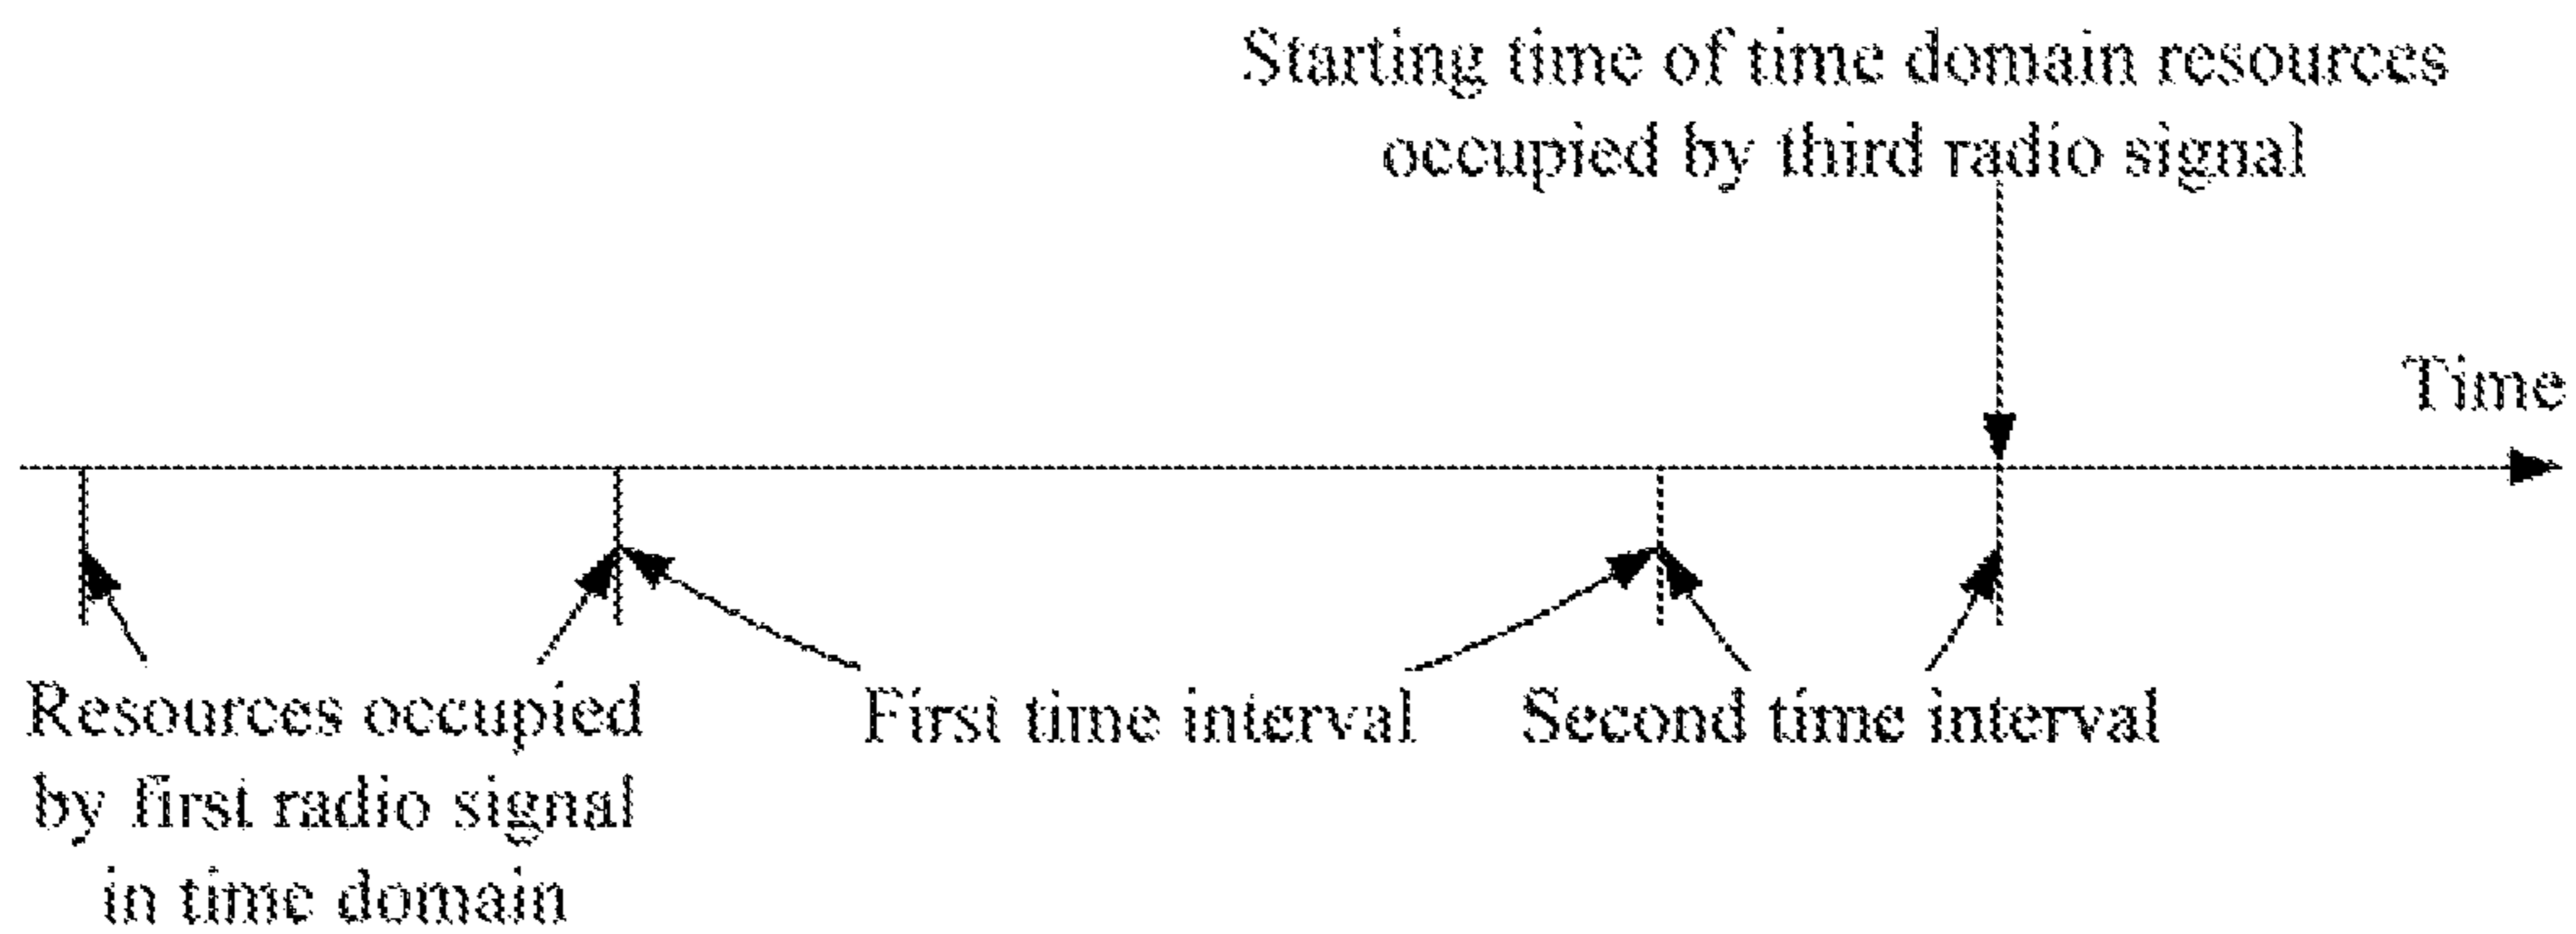 Starting time of time domain resources
occupied by third radio signal
Time
Resources occupied
by first radio signal
in time domain
First time interval
Second time interval